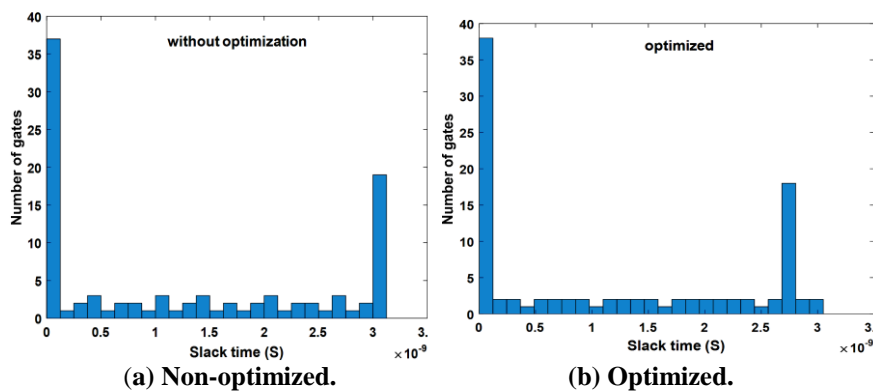 without optimization
Number of gates
40
35
30
25
20
15
10
5
0
0 0.5 1 1.5 2 2.5 3 3.
Slack time (S)
×10-9
(a) Non-optimized.
optimized
Number of gates
40
35
30
25
20
15
10
5
0
0 0.5 1 1.5 2 2.5 3 3.5
Slack time (S)
×10-9
(b) Optimized.